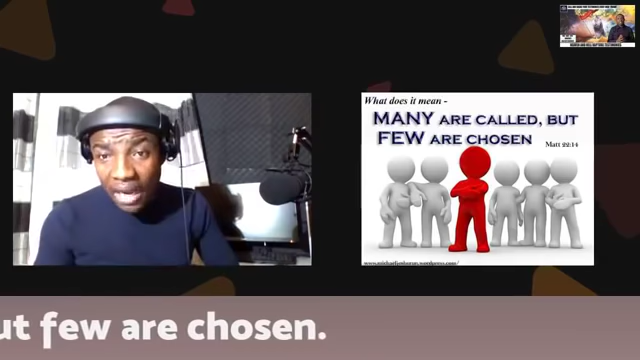 What does it mean -
MANY ARE CALLED, BUT
FEW ARE CHOSEN
Matt 22:14
ut few are chosen.